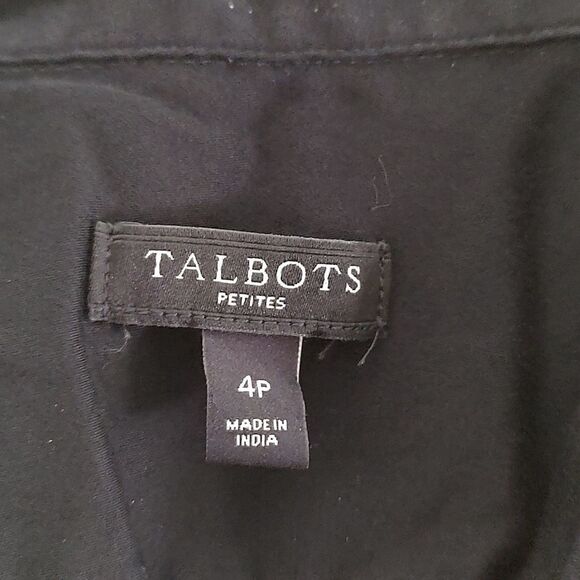 TALBOTS
PETITES
4P
MADE IN
INDIA